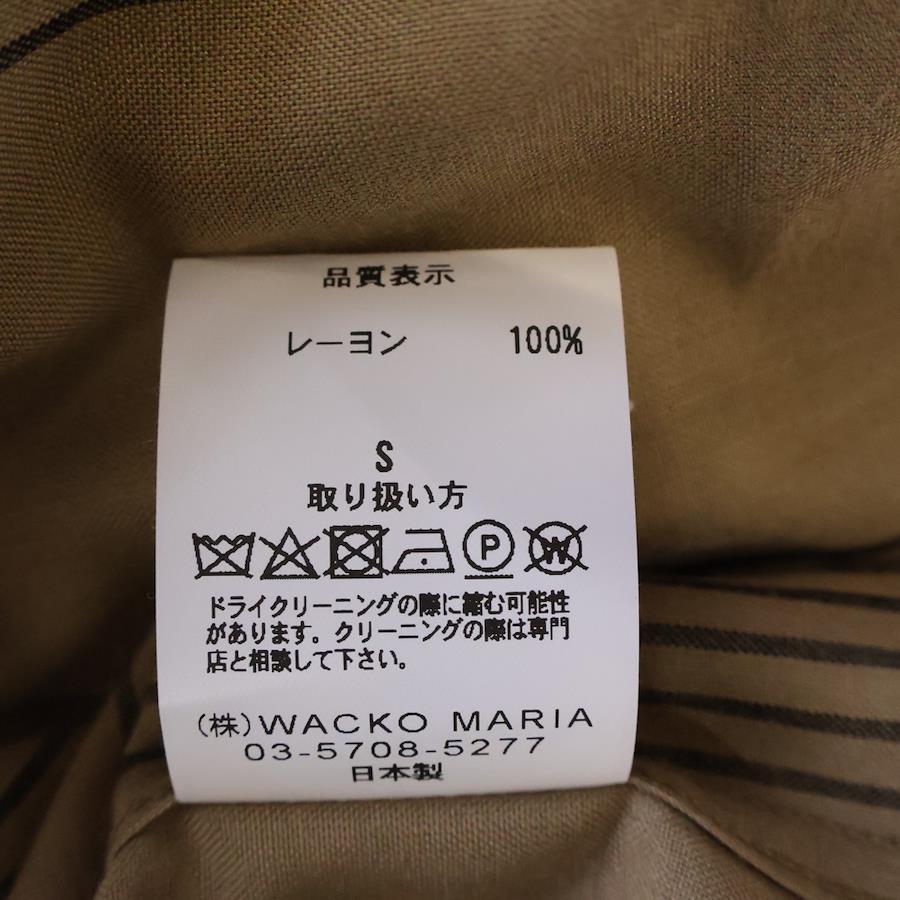 品質表示
レーヨン 100%
S
取り扱い方
P W
ドライクリーニングの際に縮む可能性
があります。クリーニングの際は専門
店と相談して下さい。
(株)WACKO MARIA
03-5708-5277
日本製